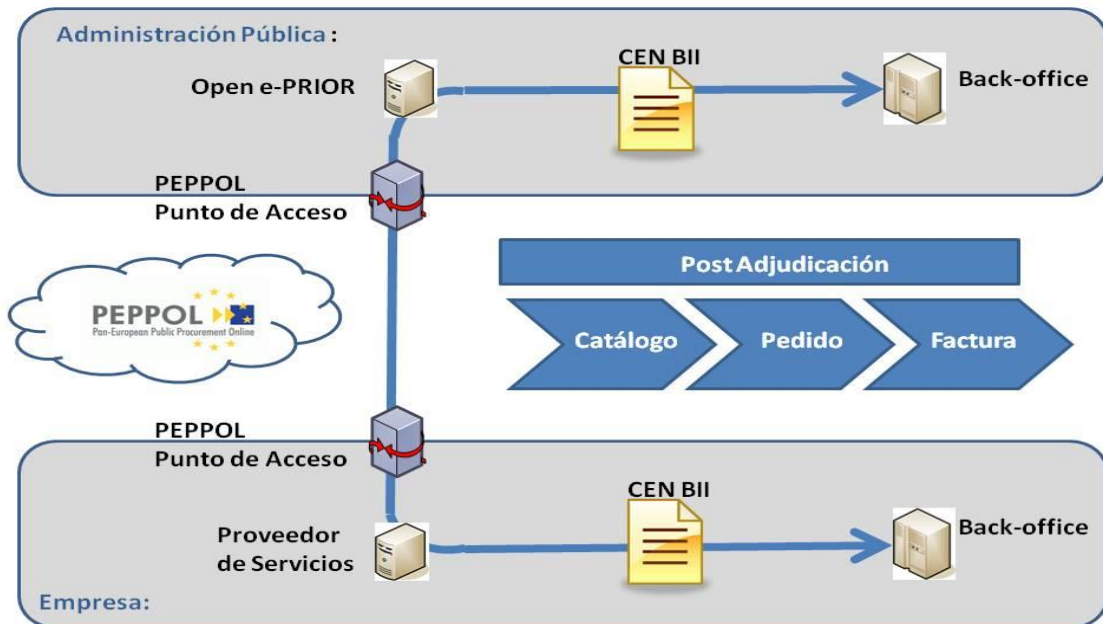 Administración Pública :
Open e-PRIOR
CEN BII
Back-office
PEPPOL
Punto de Acceso
PEPPOL
Pan-European Public Procurement Online
Post Adjudicación
Catálogo
Pedido
Factura
PEPPOL
Punto de Acceso
CEN BII
Proveedor
de Servicios
Back-office
Empresa: